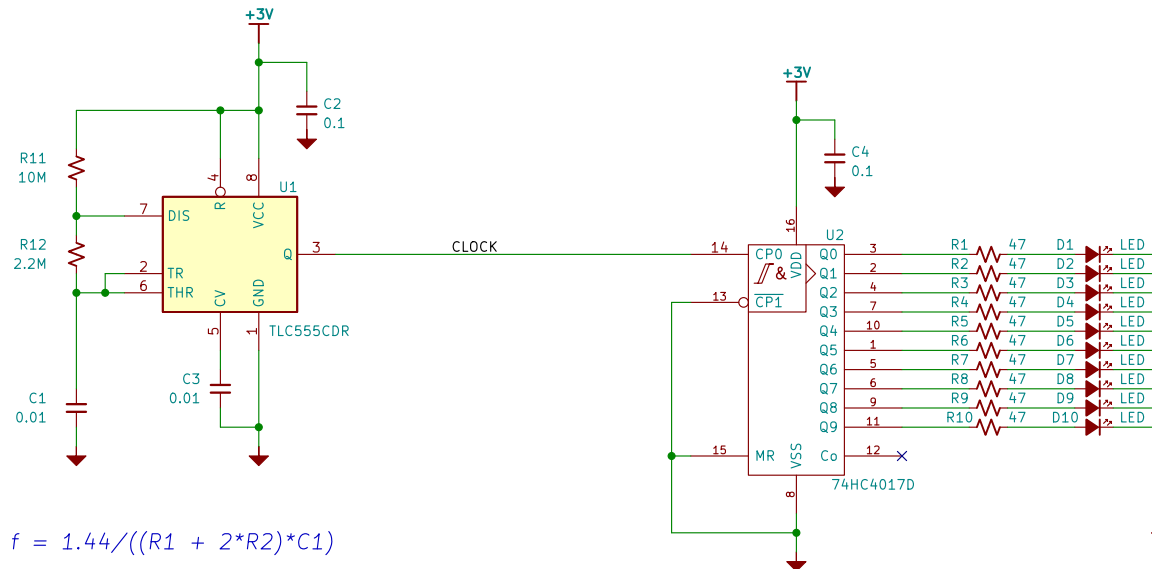 +3V
C2
0.1
R11
10M
4
8
U1
R
VCC
7
DIS
R12
2.2M
Q
3
CLOCK
2
TR
6
THR
CV
GND
5
1
TLC555CDR
C3
0.01
C1
0.01
f = 1.44/((R1 + 2*R2)*C1)
+3V
C4
0.1
16
U2
14
CP0
&
VDD
13
CP1
15
MR
VSS
8
74HC4017D
Q0 3 R1 47 D1 LED
Q1 2 R2 47 D2 LED
Q2 4 R3 47 D3 LED
Q3 7 R4 47 D4 LED
Q4 10 R5 47 D5 LED
Q5 1 R6 47 D6 LED
Q6 5 R7 47 D7 LED
Q7 6 R8 47 D8 LED
Q8 9 R9 47 D9 LED
Q9 11 R10 47 D10 LED
Co 12